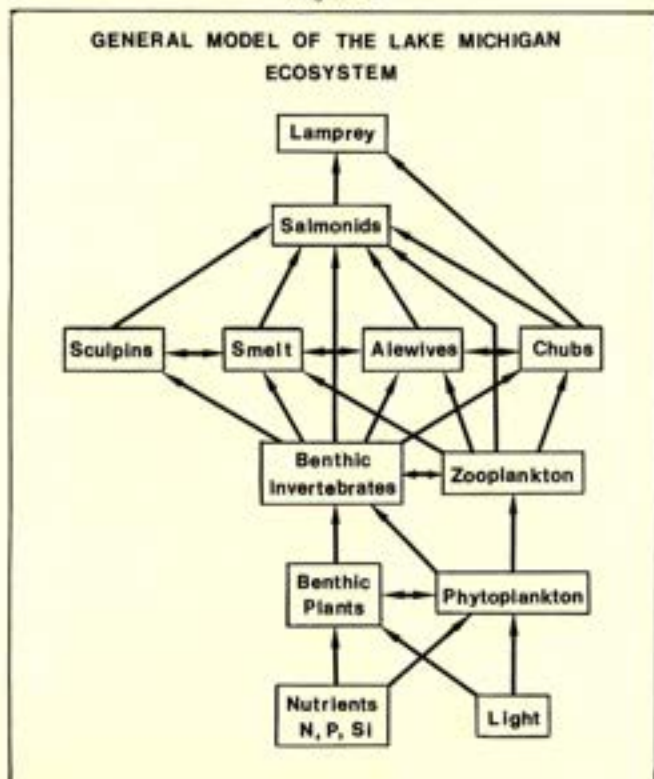 GENERAL MODEL OF THE LAKE MICHIGAN
ECOSYSTEM
Lamprey
Salmonids
Sculpins
Smelt
Alewives
Chubs
Benthic
Invertebrates
Zooplankton
Benthic
Plants
Phytoplankton
Nutrients
N, P, Si
Light